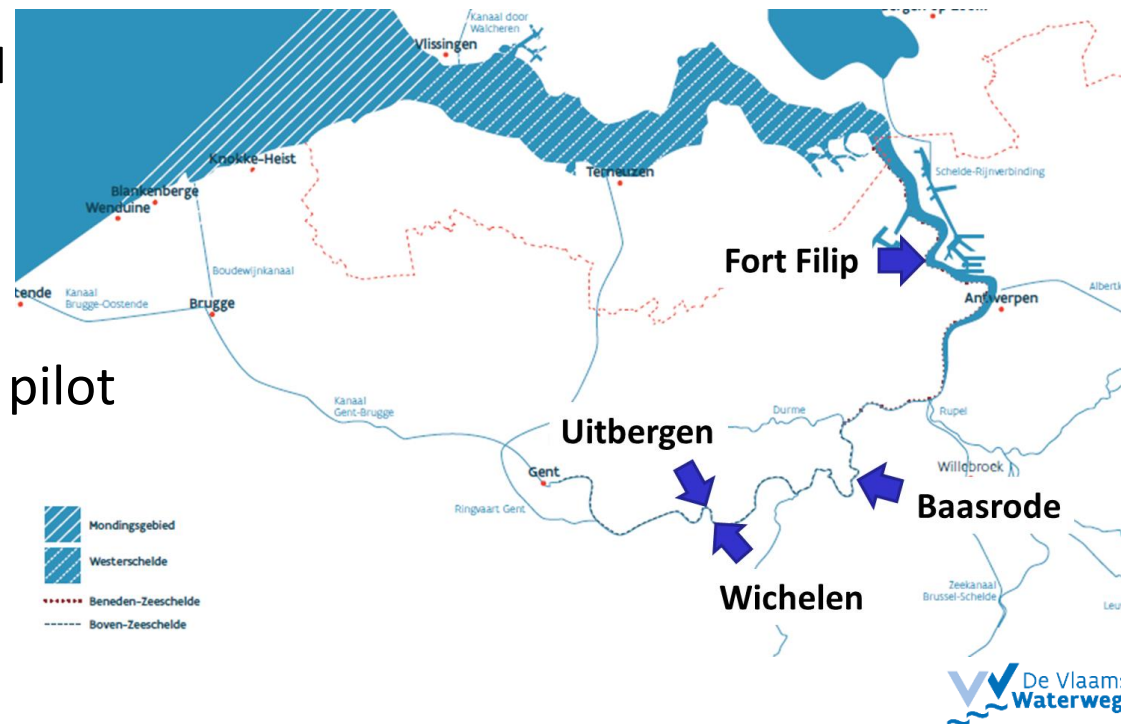 Kanaal door
Walcheren
Vlissingen
Knokke-Heist
Terneuzen
Schelde-Rijnverbinding
Blankenberge
Wenduine
Fort Filip
Boudewijnkanaal
tende
Kanaal
Brugge-Oostende
Brugge
Antwerpen
Albertk
pilot
Kanaal
Gent-Brugge
Durme
Rupel
Uitbergen
Gent
Willebroek
Ringvaart Gent
Baasrode
Mondingsgebied
Westerschelde
Wichelen
Zeekanaal
Brussel-Schelde
Leu
Beneden-Zeeschelde
Boven-Zeeschelde
De Vlaams
Waterweg